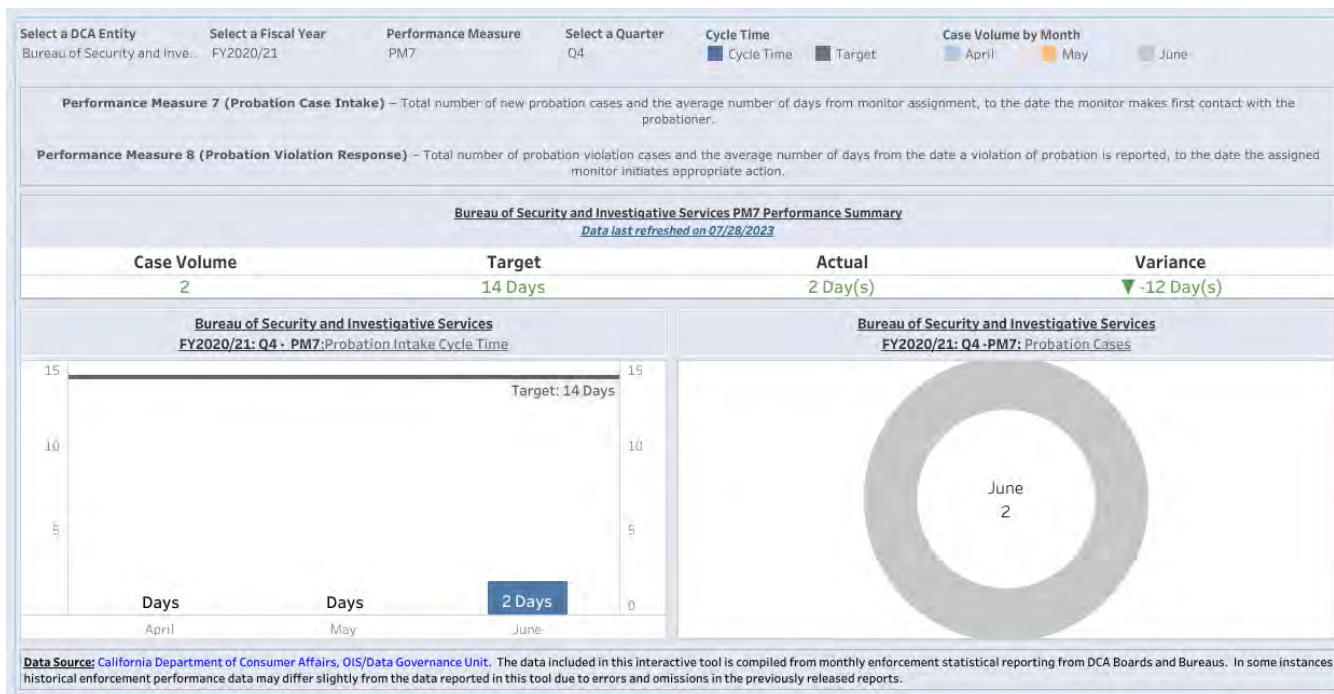 Select a DCA Entity Select a Fiscal Year Performance Measure Select a Quarter Cycle Time Case Volume by Month
Bureau of Security and Inve.. FY2020/21 PM7 Q4 Cycle Time Target April May June
Performance Measure 7 (Probation Case Intake) – Total number of new probation cases and the average number of days from monitor assignment, to the date the monitor makes first contact with the
probationer..
Performance Measure 8 (Probation Violation Response) – Total number of probation violation cases and the average number of days from the date a violation of probation is reported, to the date the assigned
monitor initiates appropriate action.
Bureau of Security and Investigative Services PM7 Performance Summary
Data last refreshed on 07/28/2023
Case Volume Target Actual Variance
2 14 Days 2 Day(s) ▼ -12 Day(s)
Bureau of Security and Investigative Services
FY2020/21: Q4 - PM7:Probation Intake Cycle Time
15 15
Target: 14 Days
10 10
5 5
Days Days 2 Days 0
April May June
Bureau of Security and Investigative Services
FY2020/21: Q4 -PM7: Probation Cases
June
2
Data Source: California Department of Consumer Affairs, OIS/Data Governance Unit. The data included in this interactive tool is compiled from monthly enforcement statistical reporting from DCA Boards and Bureaus. In some instances
historical enforcement performance data may differ slightly from the data reported in this tool due to errors and omissions in the previously released reports.